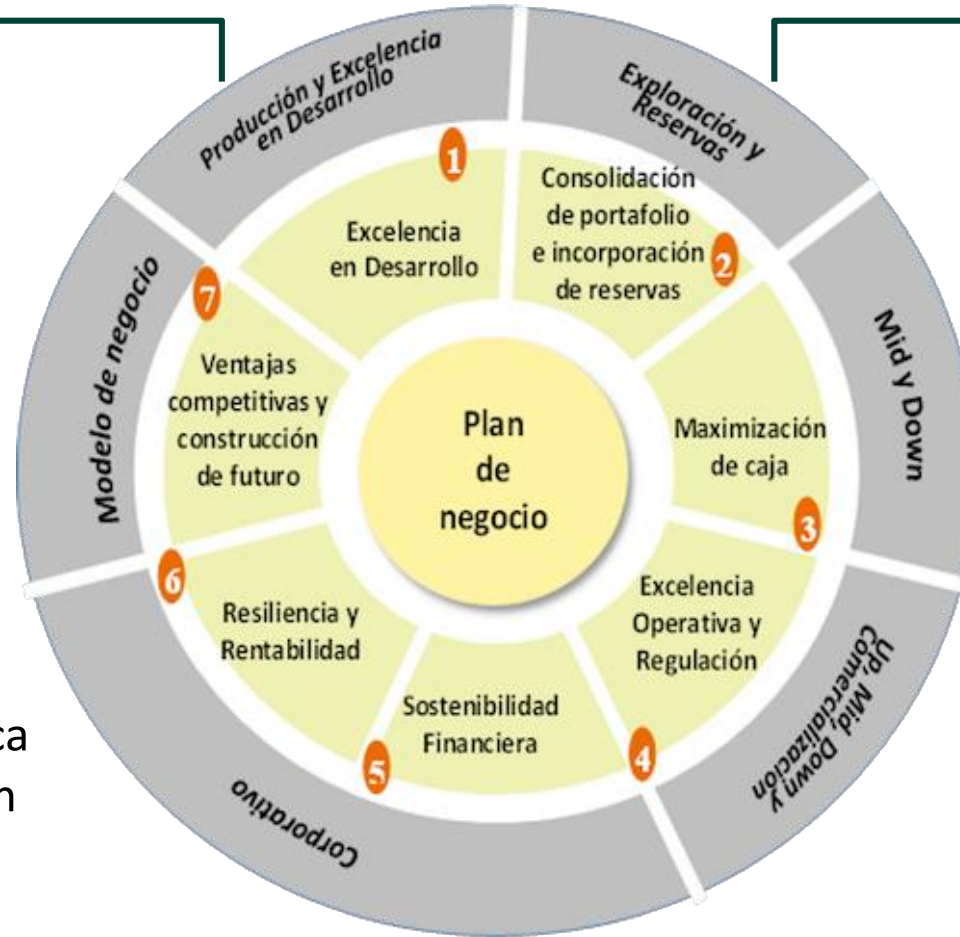 Producción y Excelencia
en Desarrollo
Exploración y
Reservas
Mid y Down
Up, Mid, Down y
Comercialización
Corporativo
Modelo de negocio
1
Excelencia
en Desarrollo
Consolidación
de portafolio
e incorporación
de reservas
2
Maximización
de caja
3
Excelencia
Operativa y
Regulación
4
Sostenibilidad
Financiera
5
Resiliencia y
Rentabilidad
6
7
Ventajas
competitivas y
construcción
de futuro
Plan
de
negocio